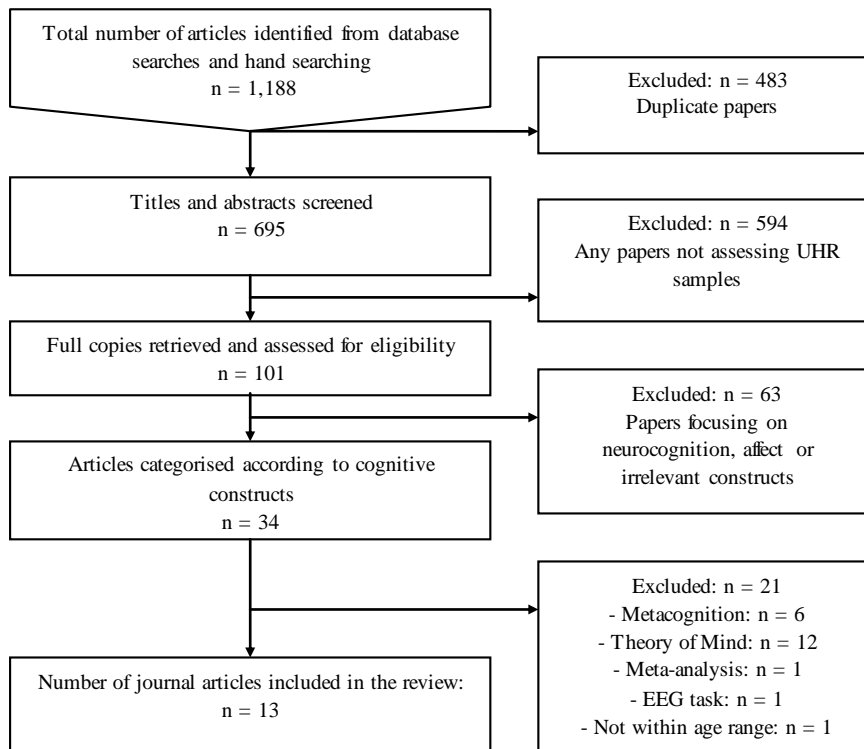 Total number of articles identified from database
searches and hand searching
n = 1,188
Excluded: n = 483
Duplicate papers
Titles and abstracts screened
n = 695
Excluded: n = 594
Any papers not assessing UHR
samples
Full copies retrieved and assessed for eligibility
n = 101
Excluded: n = 63
Papers focusing on
neurocognition, affect or
irrelevant constructs
Articles categorised according to cognitive
constructs
n = 34
Excluded: n = 21
- Metacognition: n = 6
- Theory of Mind: n = 12
- Meta-analysis: n = 1
- EEG task: n = 1
- Not within age range: n = 1
Number of journal articles included in the review:
n = 13